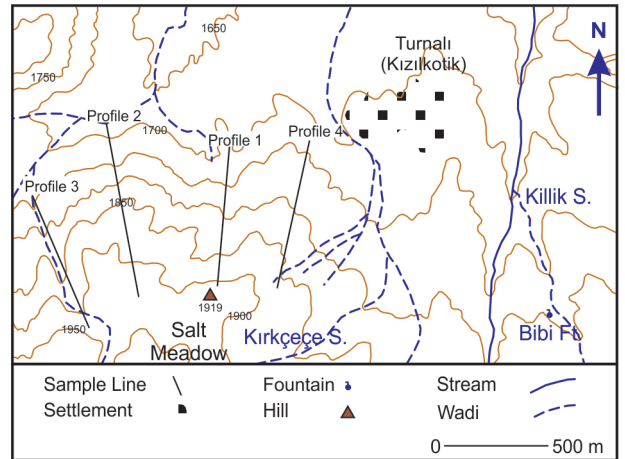 1650
N
Turnalı
(Kızılkotik)
1750
Profile 2
1700
Profile 1
Profile 4
Profile 3
1850
Killik S.
1919
1900
1950
Salt
Meadow
Kırkçeçe S.
Bibi Ft.
Sample Line
Fountain
Stream
Settlement
Hill
Wadi
0
500 m